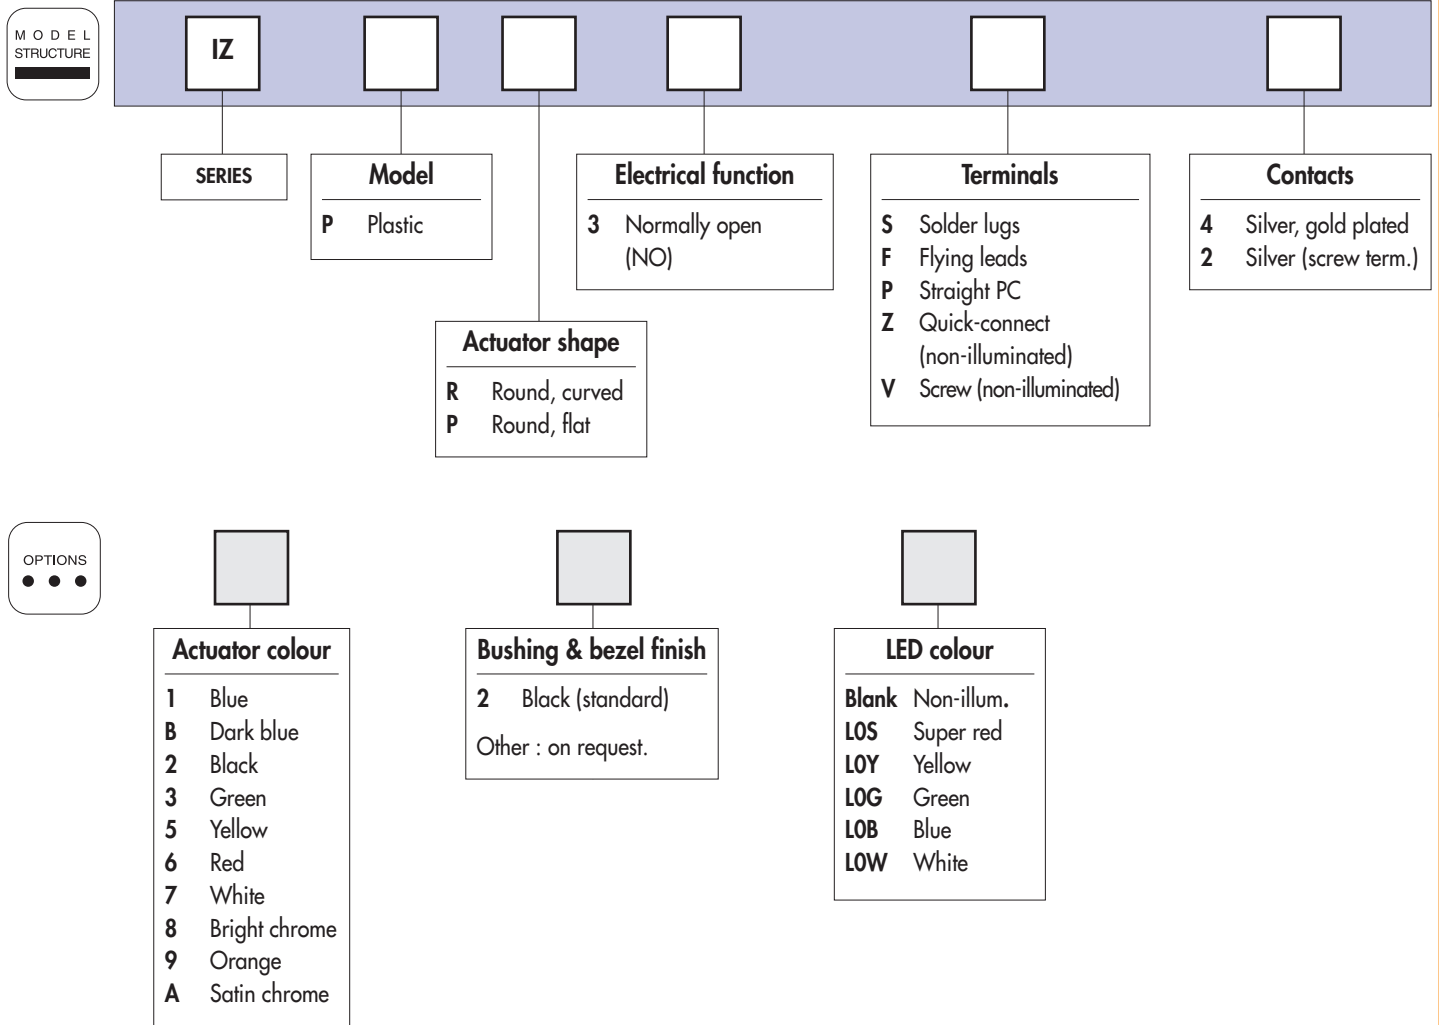 MODEL
STRUCTURE
IZ
SERIES
Model
P Plastic
Actuator shape
R Round, curved
P Round, flat
Electrical function
3 Normally open
(NO)
Terminals
S Solder lugs
F Flying leads
P Straight PC
Z Quick-connect
(non-illuminated)
V Screw (non-illuminated)
Contacts
4 Silver, gold plated
2 Silver (screw term.)
OPTIONS
Actuator colour
1 Blue
B Dark blue
2 Black
3 Green
5 Yellow
6 Red
7 White
8 Bright chrome
9 Orange
A Satin chrome
Bushing & bezel finish
2 Black (standard)
Other : on request.
LED colour
Blank Non-illum.
L0S Super red
L0Y Yellow
L0G Green
L0B Blue
L0W White